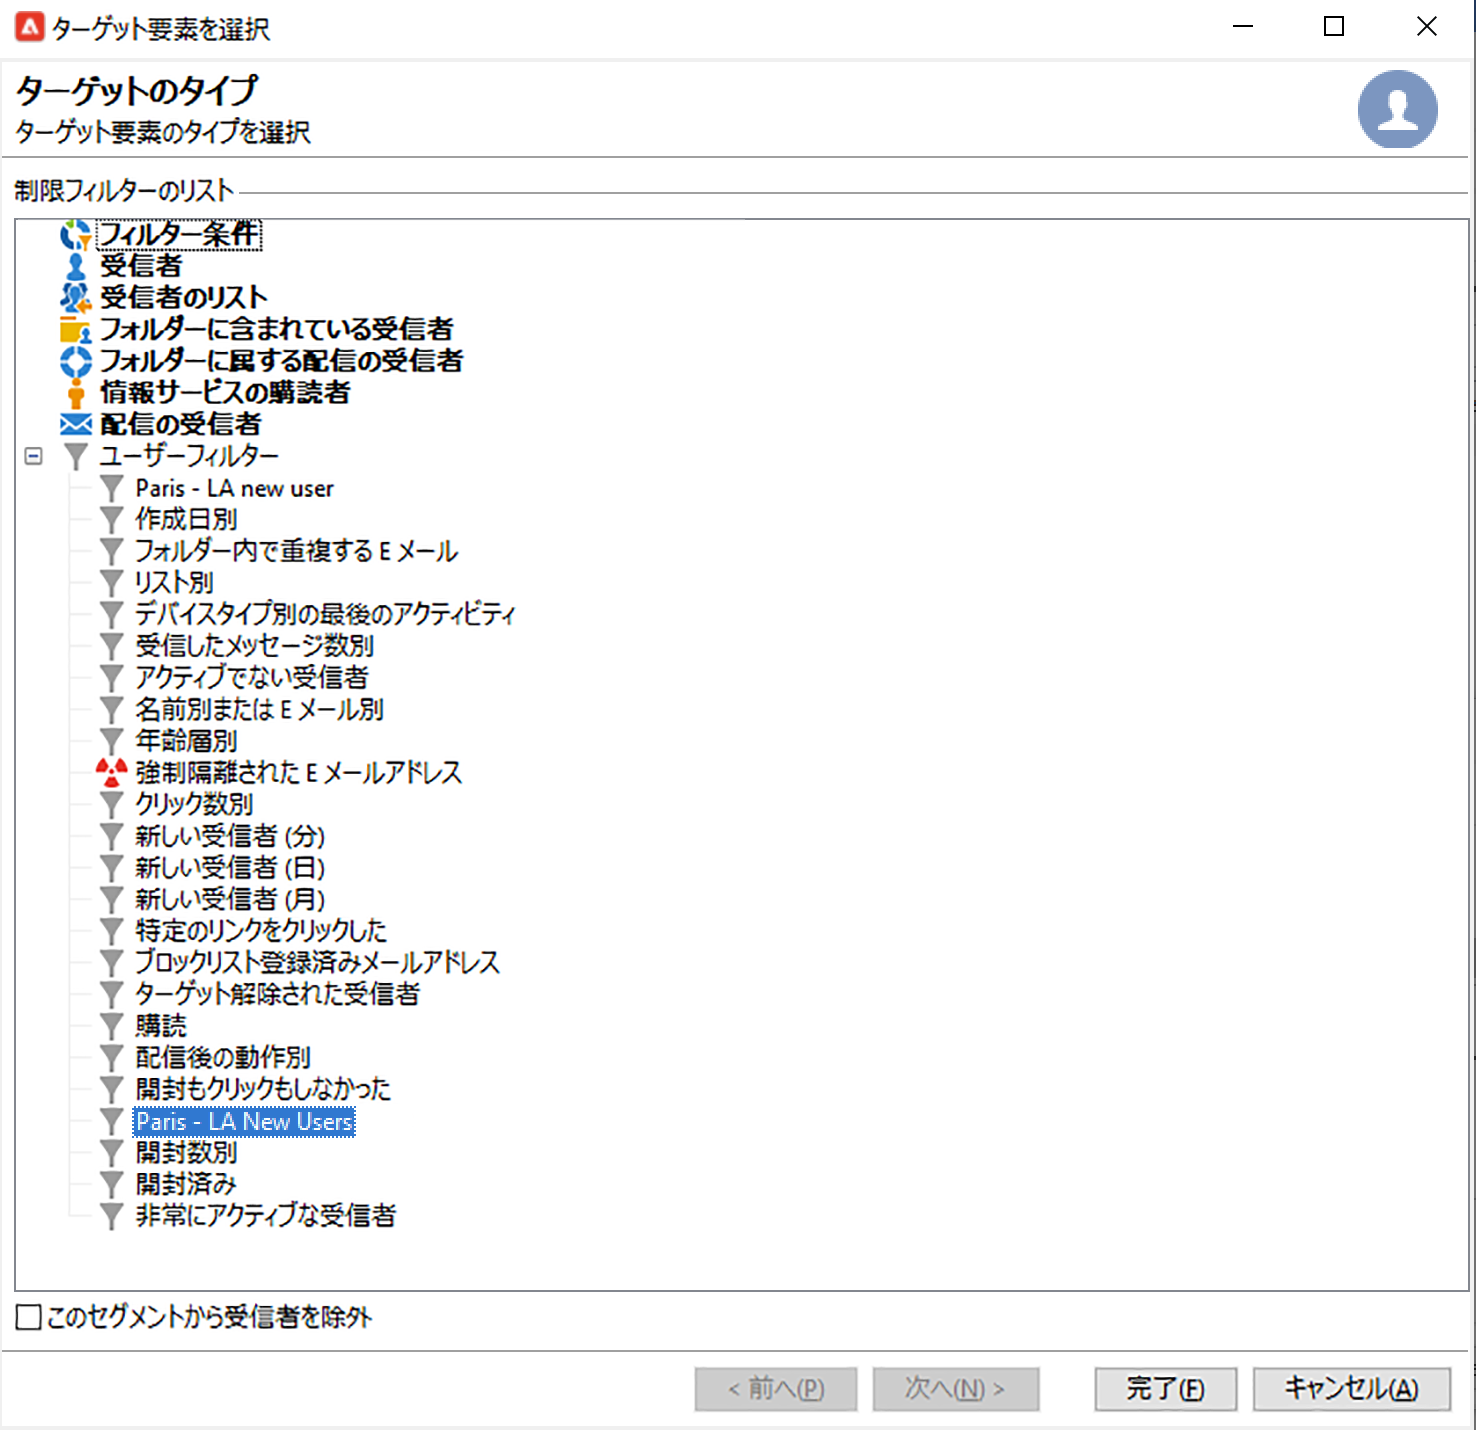 ターゲット要素を選択
ターゲットのタイプ
ターゲット要素のタイプを選択
制限フィルターのリスト
フィルター条件
受信者
受信者のリスト
フォルダーに含まれている受信者
フォルダーに属する配信の受信者
情報サービスの購読者
配信の受信者
ユーザーフィルター
Paris - LA new user
作成日別
フォルダー内で重複する E メール
リスト別
デバイスタイプ別の最後のアクティビティ
受信したメッセージ数別
アクティブでない受信者
名前別または E メール別
年齢層別
強制隔離された E メールアドレス
クリック数別
新しい受信者 (分)
新しい受信者 (日)
新しい受信者 (月)
特定のリンクをクリックした
ブロックリスト登録済みメールアドレス
ターゲット解除された受信者
購読
配信後の動作別
開封もクリックもしなかった
Paris - LA New Users
開封数別
開封済み
非常にアクティブな受信者
このセグメントから受信者を除外
< 前へ(P) 次へ(N) > 完了(F) キャンセル(A)